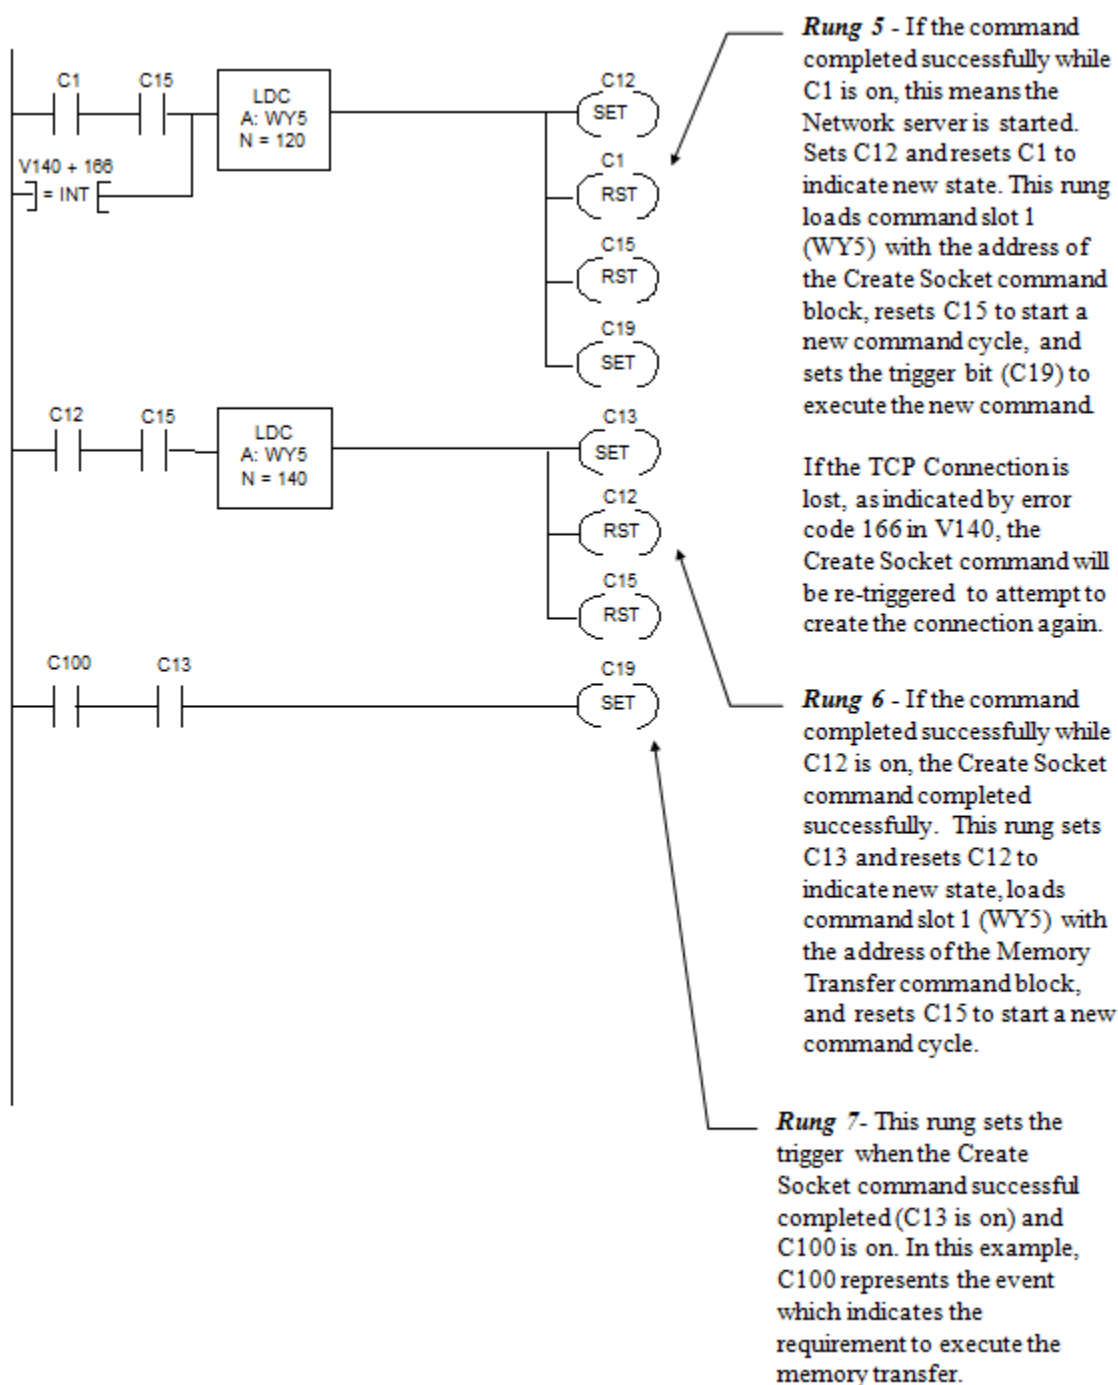 C1
C15
LDC
A: WY5
N = 120
V140 + 166
= INT
C12
SET
C1
RST
C15
RST
C19
SET
C12
C15
LDC
A: WY5
N = 140
C13
SET
C12
RST
C15
RST
C100
C13
C19
SET
Rung 5 - If the command
completed successfully while
C1 is on, this means the
Network server is started.
Sets C12 and resets C1 to
indicate new state. This rung
loads command slot 1
(WY5) with the address of
the Create Socket command
block, resets C15 to start a
new command cycle, and
sets the trigger bit (C19) to
execute the new command.
If the TCP Connection is
lost, as indicated by error
code 166 in V140, the
Create Socket command will
be re-triggered to attempt to
create the connection again.
Rung 6 - If the command
completed successfully while
C12 is on, the Create Socket
command completed
successfully. This rung sets
C13 and resets C12 to
indicate new state, loads
command slot 1 (WY5) with
the address of the Memory
Transfer command block,
and resets C15 to start a new
command cycle.
Rung 7- This rung sets the
trigger when the Create
Socket command successful
completed (C13 is on) and
C100 is on. In this example,
C100 represents the event
which indicates the
requirement to execute the
memory transfer.